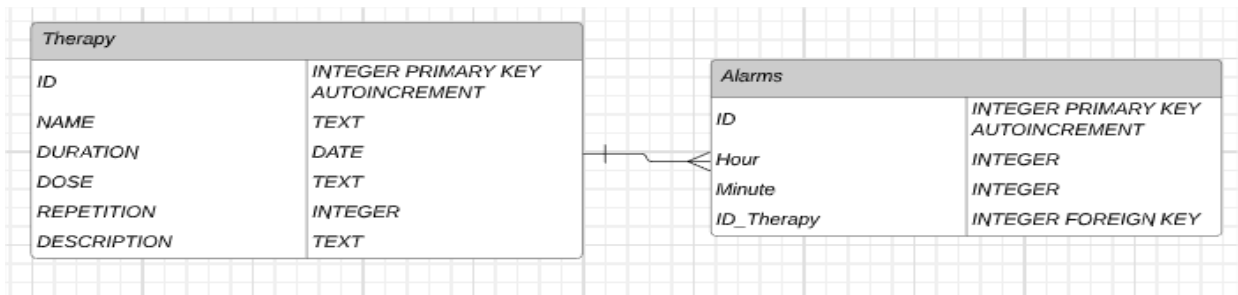 Therapy
ID INTEGER PRIMARY KEY
AUTOINCREMENT
NAME TEXT
DURATION DATE
DOSE TEXT
REPETITION INTEGER
DESCRIPTION TEXT
Alarms
ID INTEGER PRIMARY KEY
AUTOINCREMENT
Hour INTEGER
Minute INTEGER
ID_Therapy INTEGER FOREIGN KEY